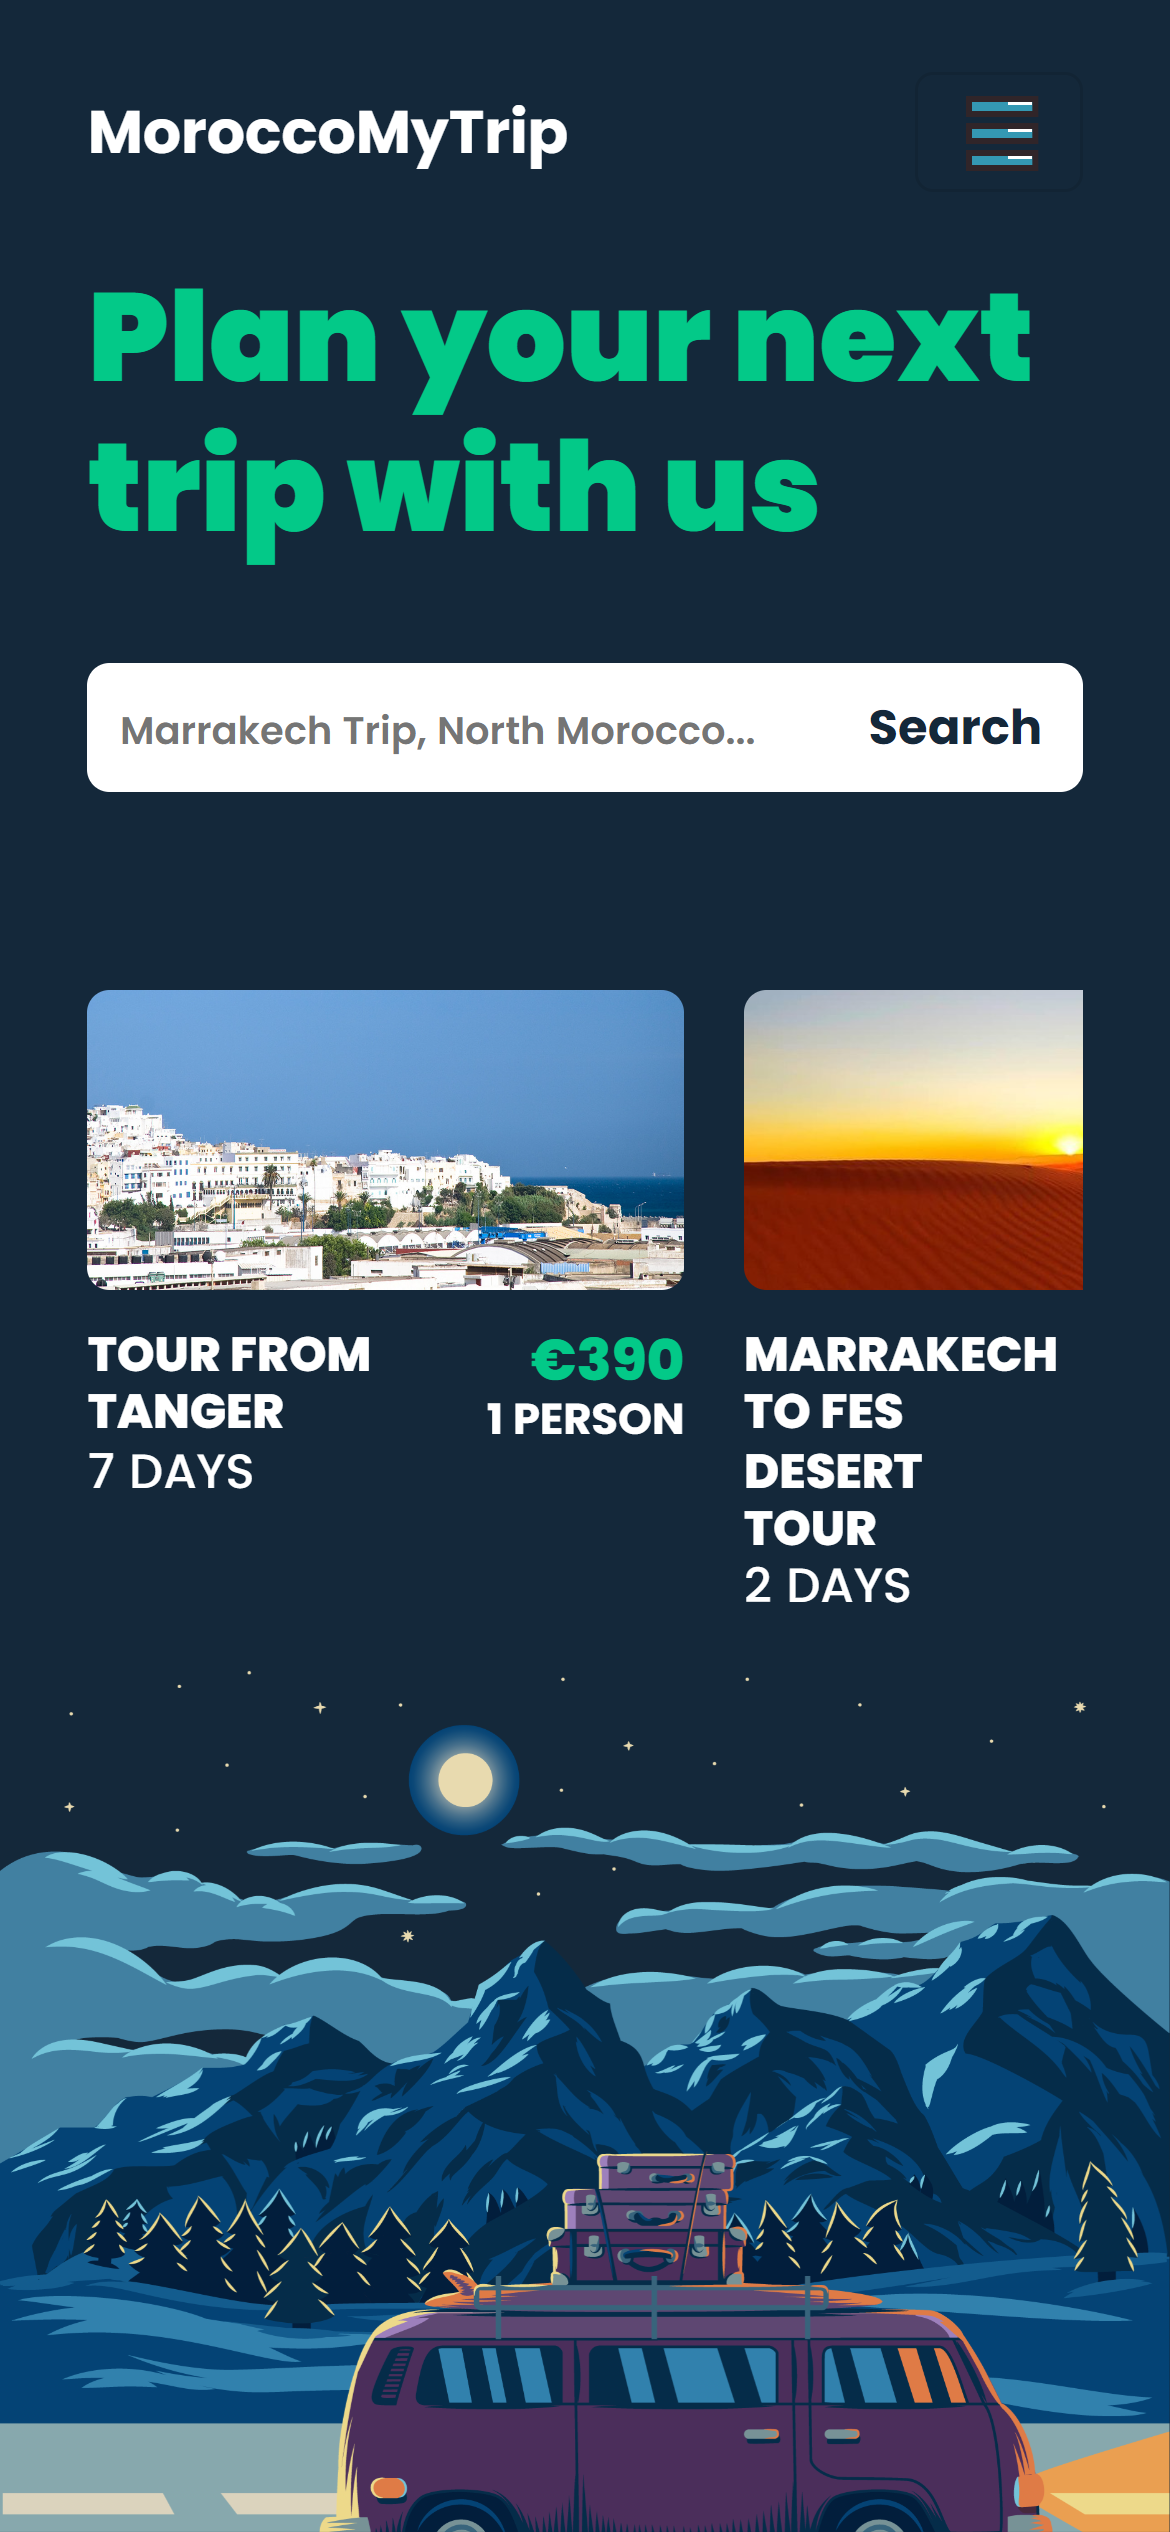 MoroccoMyTrip
Plan your next
trip with us
Marrakech Trip, North Morocco...
Search
TOUR FROM
TANGER
7 DAYS
€390
1 PERSON
MARRAKECH
TO FES
DESERT
TOUR
2 DAYS